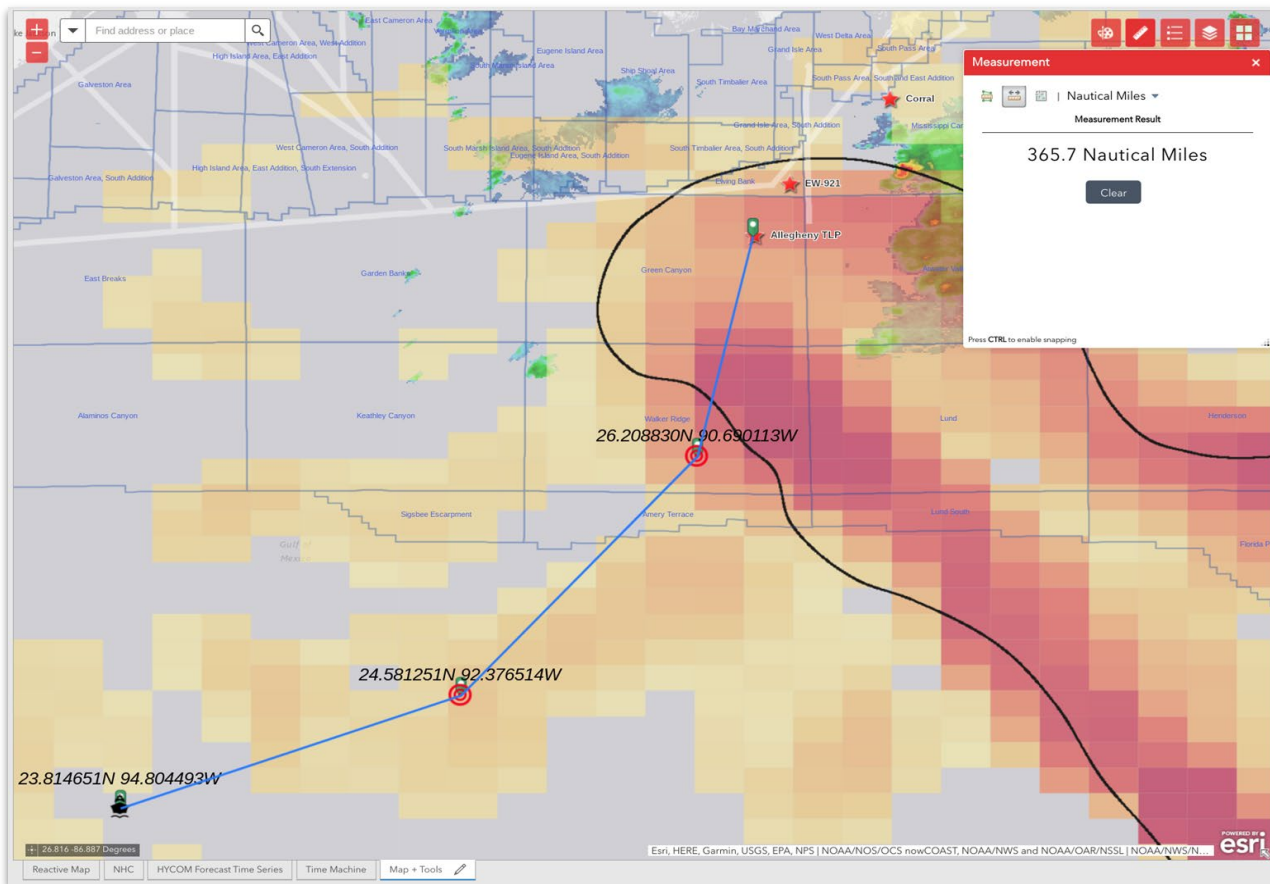 East Cameron Area
Find address or place
West Cameron Area, West Addition
High Island Area, East Addition
Galveston Area
Eugene Island Area
Ship Shoal Area
Bay Marchand Area
West Delta Area
Grand Isle Area
South Pass Area
South Timbalier Area
South Pass Area, South and East Addition
Corral
Grand Isle Area, South Addition
West Cameron Area, South Addition
South Marsh Island Area, South Addition
Eugene Island Area, South Addition
South Timbalier Area, South Addition
High Island Area, East Addition, South Extension
Galveston Area, South Addition
Ewing Bank
EW-921
Allegheny TLP
East Breaks
Garden Banks
Green Canyon
Measurement
Nautical Miles
Measurement Result
365.7 Nautical Miles
Clear
Press CTRL to enable snapping
Alaminos Canyon
Keathley Canyon
Walker Ridge
Lund
Henderson
26.208830N 90.690113W
Sigsbee Escarpment
Amery Terrace
Lund South
Gulf of
Mexico
Florida P
24.581251N 92.376514W
23.814651N 94.804493W
26.816 -86.887 Degrees
Esri, HERE, Garmin, USGS, EPA, NPS | NOAA/NOS/OCS nowCOAST, NOAA/NWS and NOAA/OAR/NSSL | NOAA/NWS/N...
POWERED BY
esri
Reactive Map
NHC
HYCOM Forecast Time Series
Time Machine
Map + Tools